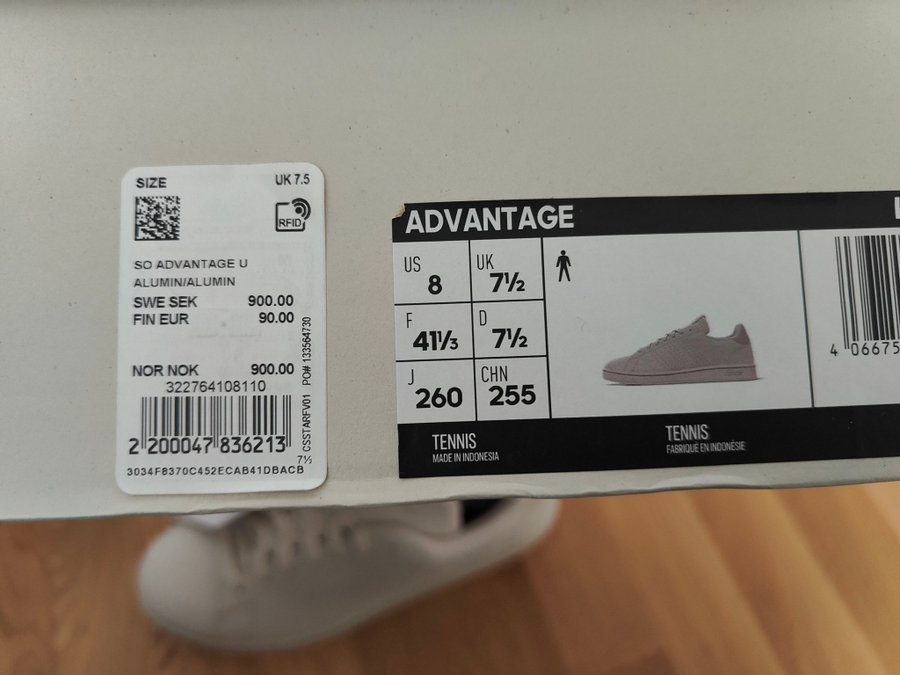 SIZE UK 7.5
RFID
SO ADVANTAGE U
ALUMIN/ALUMIN
SWE SEK 900.00
FIN EUR 90.00
NOR NOK 900.00
322764108110
2 200047 836213
3034F8370C452ECAB41DBACB
7½ CSSTARFV01 PO# 133564730
ADVANTAGE
US 8
UK 7½
F 41⅓
D 7½
J 260
CHN 255
4 06675
TENNIS
MADE IN INDONESIA
TENNIS
FABRIQUÉ EN INDONÉSIE